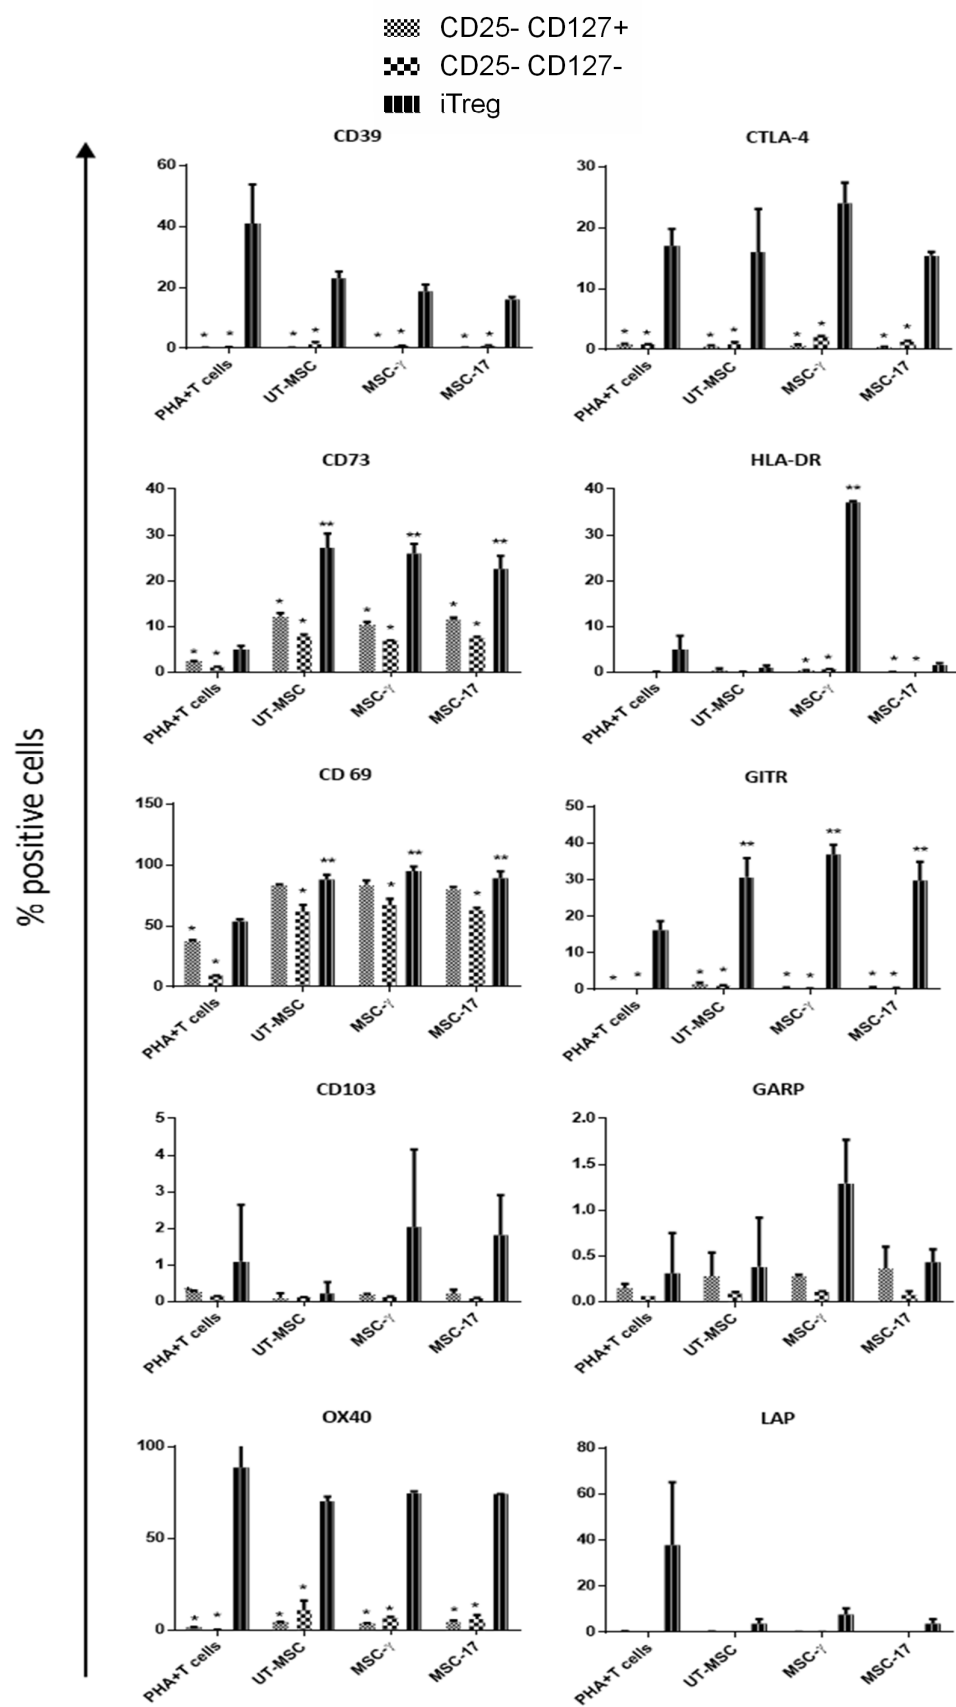 CD25- CD127+
CD25- CD127-
iTreg
% positive cells
CD39
60
40
20
0
* * * * * * * *
PHA+T cells UT-MSC MSC-γ MSC-17
CTLA-4
30
20
10
0
* * * * * * * *
PHA+T cells UT-MSC MSC-γ MSC-17
CD73
40
30
20
10
0
* * * * ** * * ** * * **
PHA+T cells UT-MSC MSC-γ MSC-17
HLA-DR
40
30
20
10
0
* * ** * *
PHA+T cells UT-MSC MSC-γ MSC-17
CD 69
150
100
50
0
* * * ** * ** * **
PHA+T cells UT-MSC MSC-γ MSC-17
GITR
50
40
30
20
10
0
* * * * ** * * ** * * **
PHA+T cells UT-MSC MSC-γ MSC-17
CD103
5
4
3
2
1
0
*
PHA+T cells UT-MSC MSC-γ MSC-17
GARP
2.0
1.5
1.0
0.5
0.0
PHA+T cells UT-MSC MSC-γ MSC-17
OX40
100
50
0
* * * * * * * *
PHA+T cells UT-MSC MSC-γ MSC-17
LAP
80
60
40
20
0
PHA+T cells UT-MSC MSC-γ MSC-17